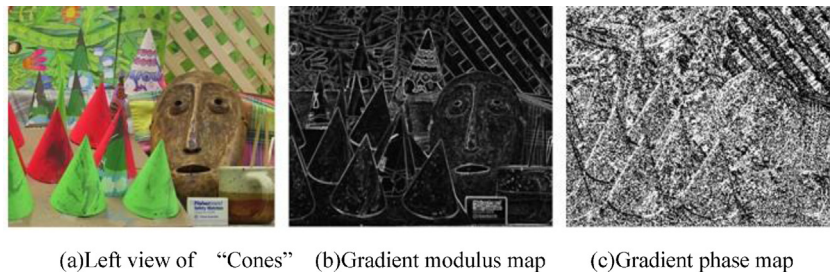 (a)Left view of “Cones” (b)Gradient modulus map (c)Gradient phase map